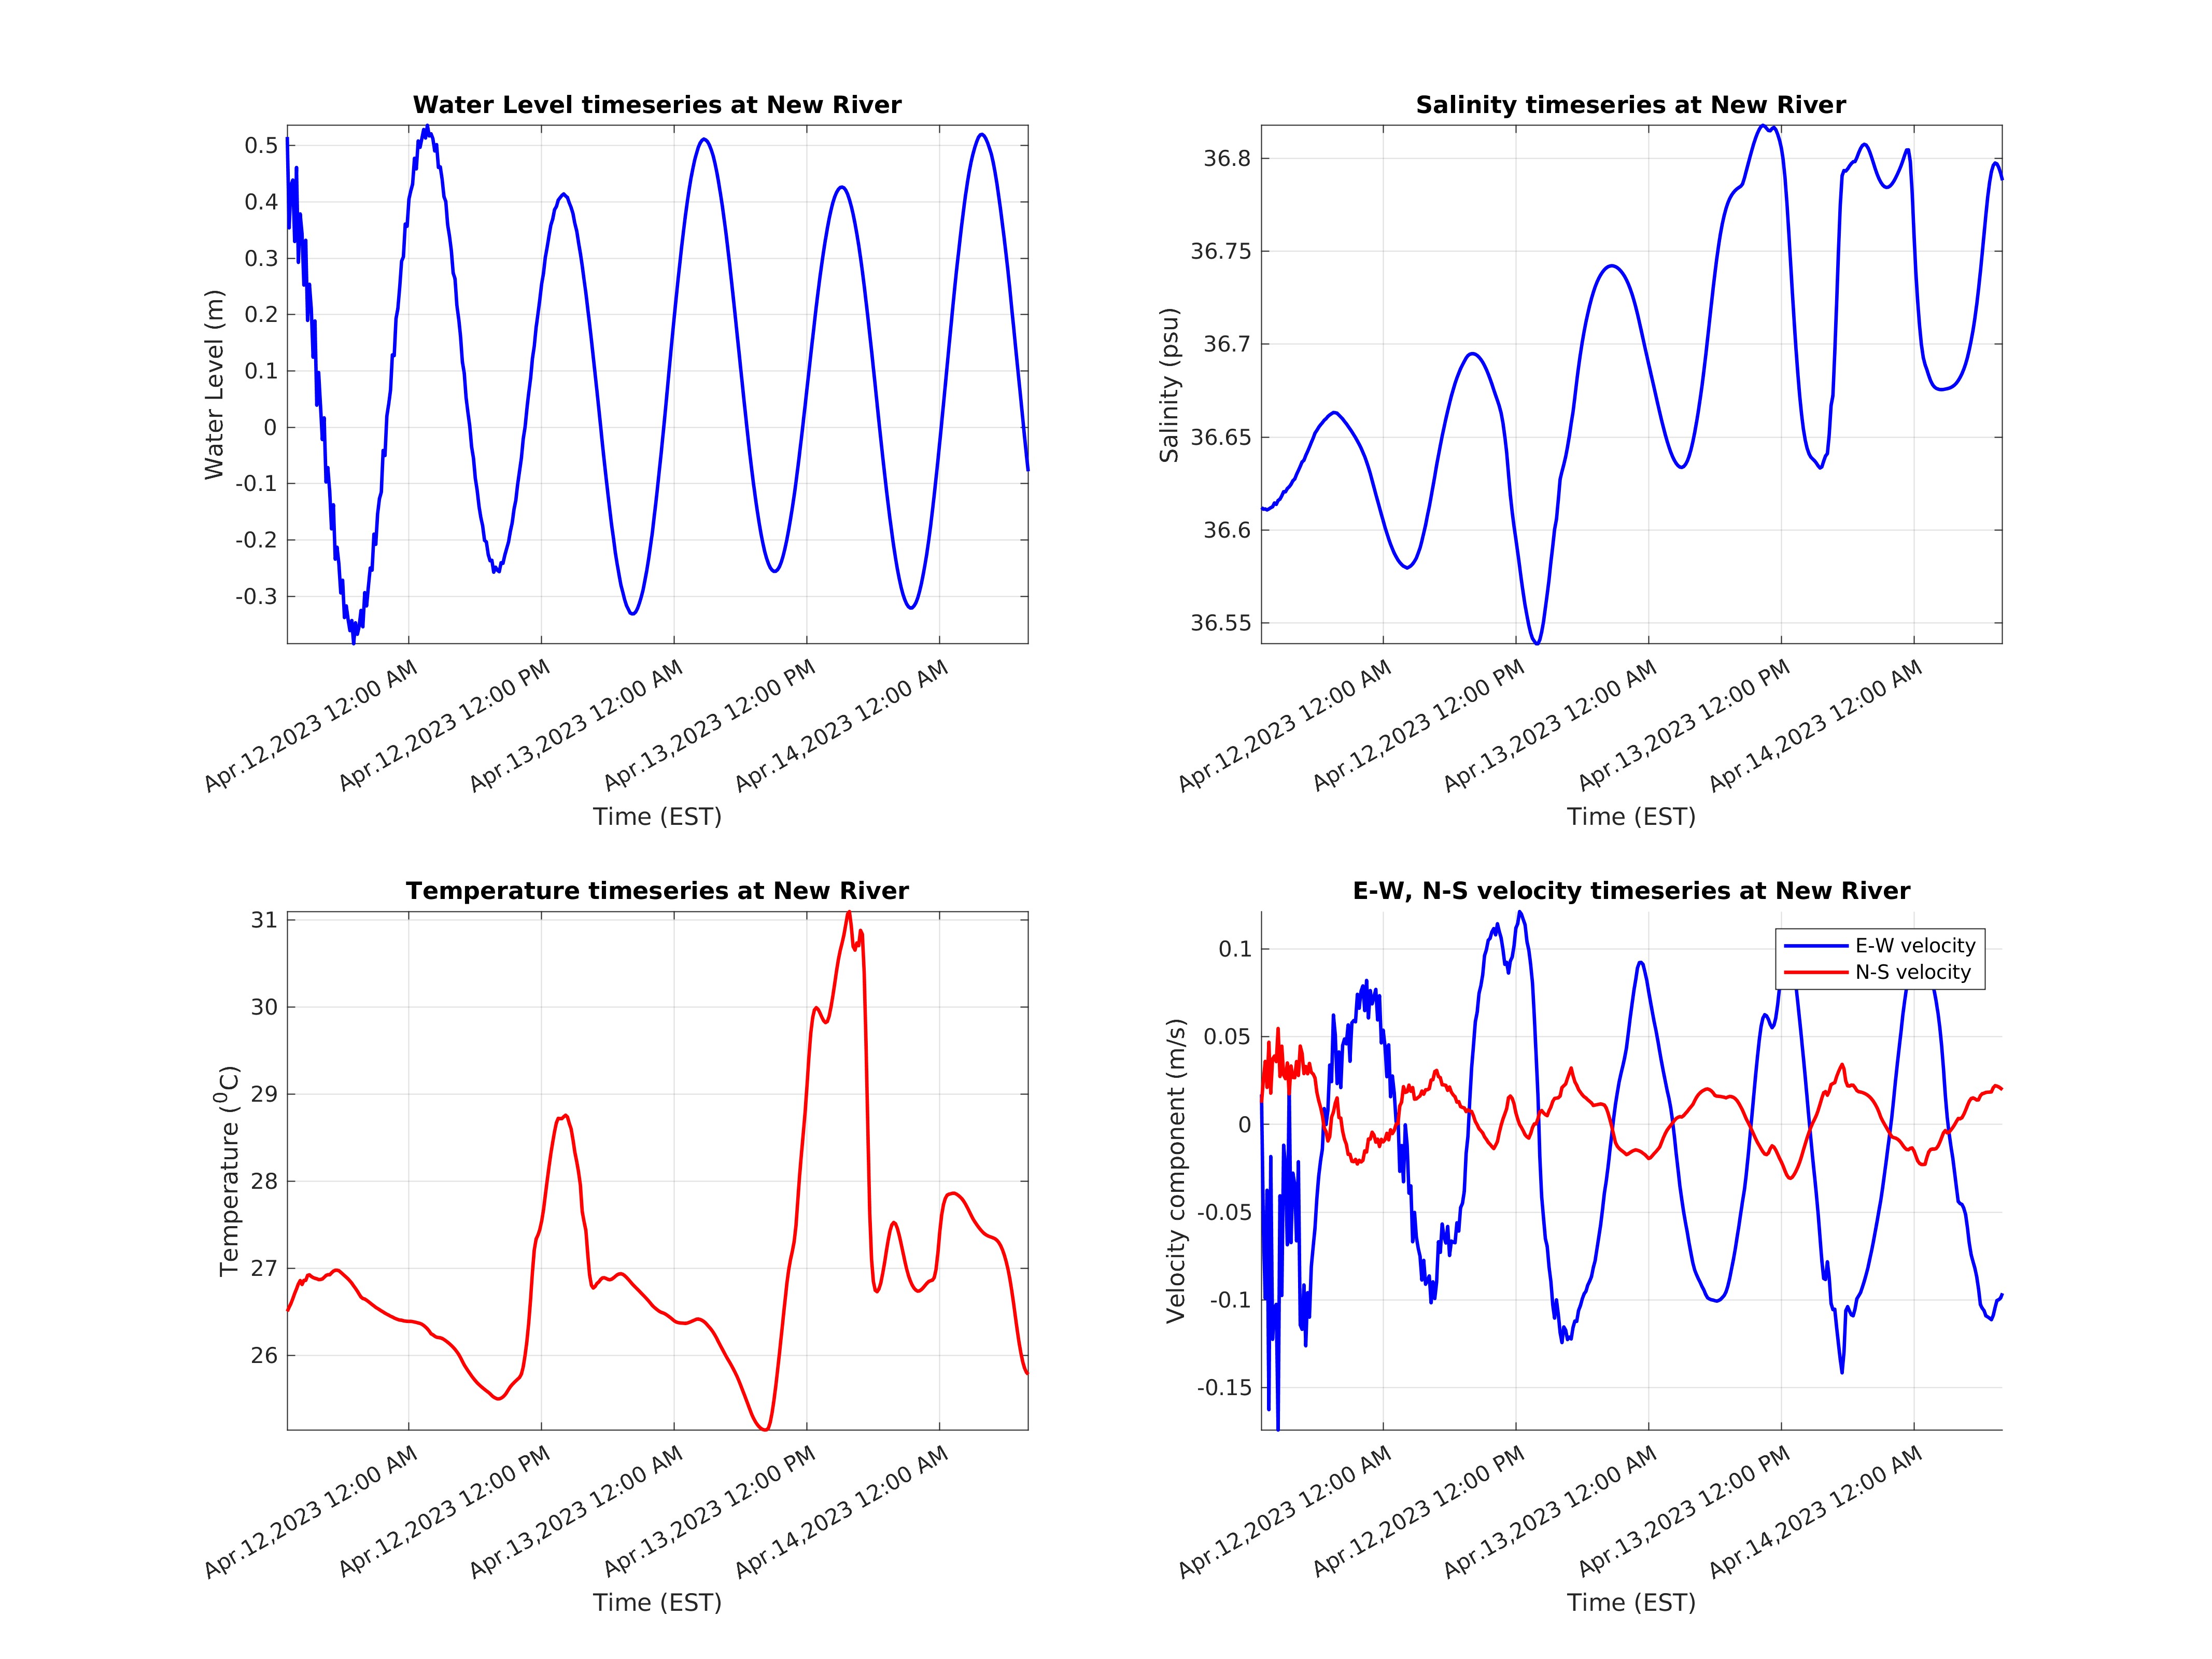 Water Level timeseries at New River
0.5
0.4
0.3
0.2
0.1
0
-0.1
-0.2
-0.3
Water Level (m)
Apr.12,2023 12:00 AM
Apr.12,2023 12:00 PM
Apr.13,2023 12:00 AM
Apr.13,2023 12:00 PM
Apr.14,2023 12:00 AM
Time (EST)
Salinity timeseries at New River
36.8
36.75
36.7
36.65
36.6
36.55
Salinity (psu)
Apr.12,2023 12:00 AM
Apr.12,2023 12:00 PM
Apr.13,2023 12:00 AM
Apr.13,2023 12:00 PM
Apr.14,2023 12:00 AM
Time (EST)
Temperature timeseries at New River
31
30
29
28
27
26
Temperature (⁰C)
Apr.12,2023 12:00 AM
Apr.12,2023 12:00 PM
Apr.13,2023 12:00 AM
Apr.13,2023 12:00 PM
Apr.14,2023 12:00 AM
Time (EST)
E-W, N-S velocity timeseries at New River
0.1
0.05
0
-0.05
-0.1
-0.15
Velocity component (m/s)
E-W velocity
N-S velocity
Apr.12,2023 12:00 AM
Apr.12,2023 12:00 PM
Apr.13,2023 12:00 AM
Apr.13,2023 12:00 PM
Apr.14,2023 12:00 AM
Time (EST)